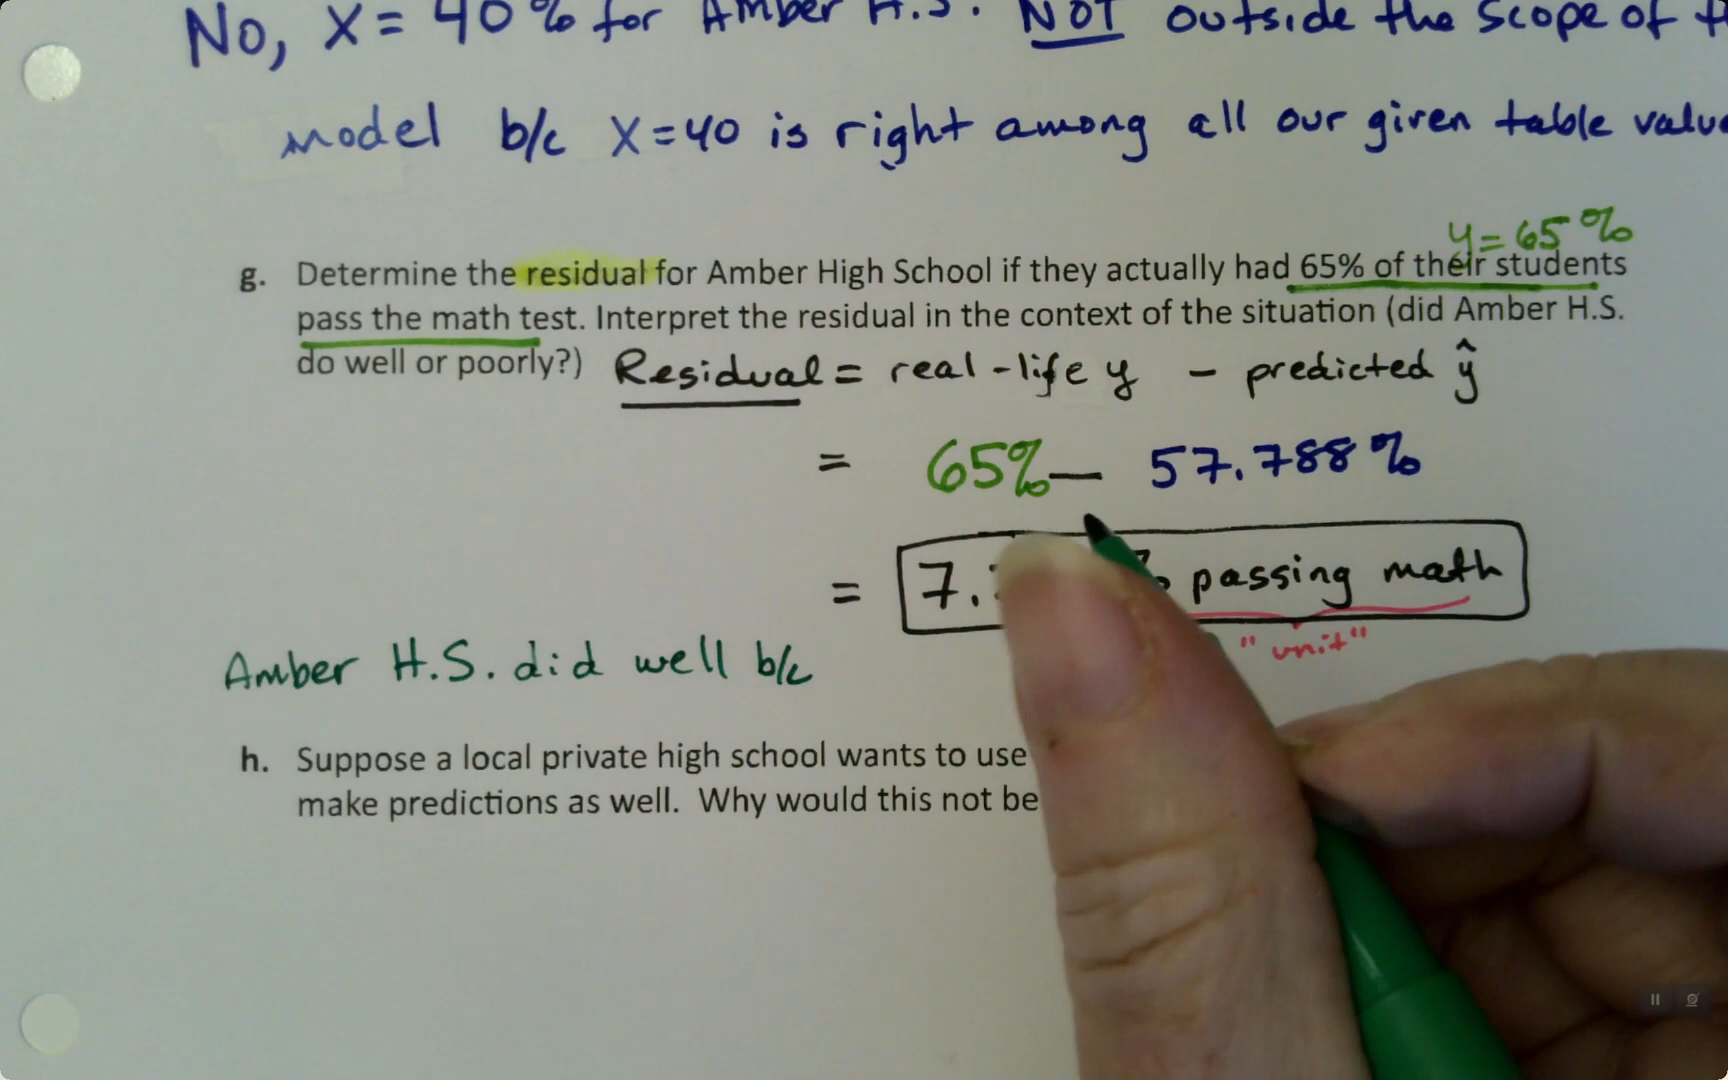 No, X = 40% for Amber H.S. NOT outside the scope of
model b/c X=40 is right among all our given table
y = 65%
g. Determine the residual for Amber High School if they actually had 65% of their students
pass the math test. Interpret the residual in the context of the situation (did Amber H.S.
do well or poorly?) Residual = real-life y - predicted ŷ
= 65% - 57.788%
= 7. % passing math
"unit"
Amber H.S. did well b/c
h. Suppose a local private high school wants to use
make predictions as well. Why would this not be